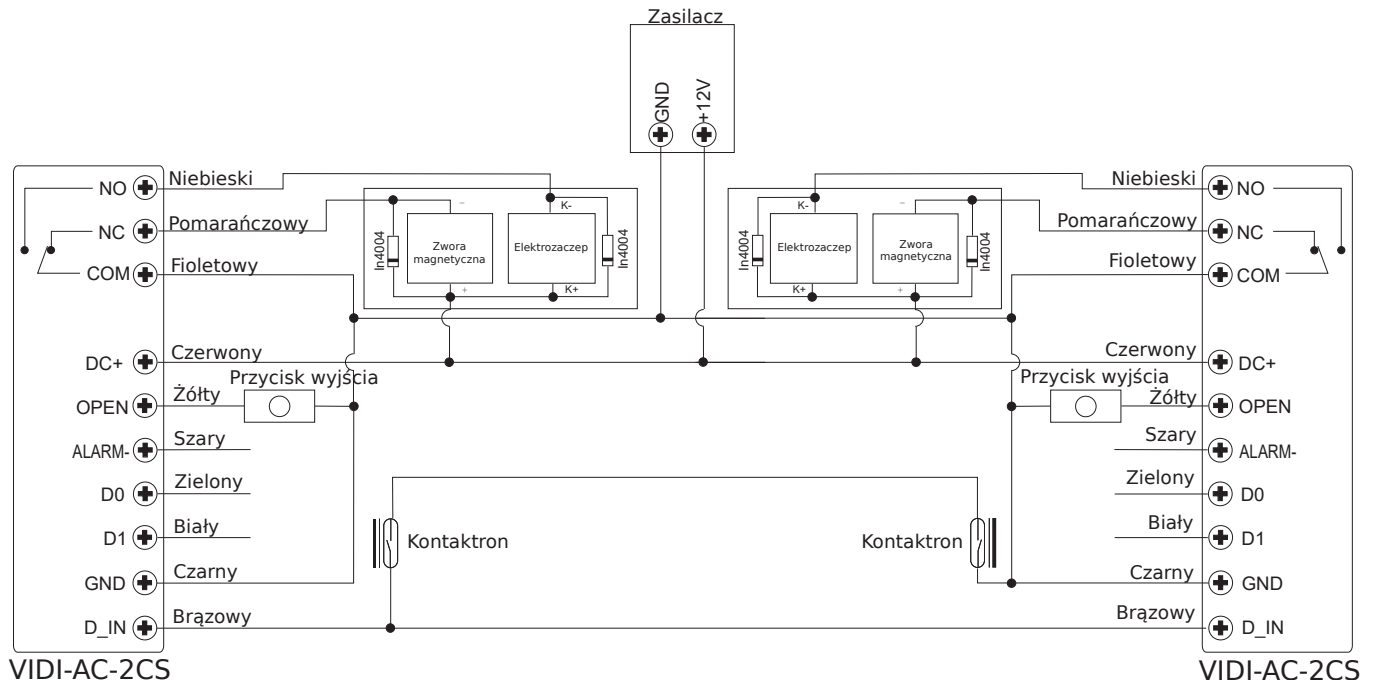 Zasilacz
GND
+12V
NO
Niebieski
NC
Pomarańczowy
COM
Fioletowy
DC+
Czerwony
Przycisk wyjścia
OPEN
Żółty
ALARM-
Szary
D0
Zielony
D1
Biały
GND
Czarny
D_IN
Brązowy
VIDI-AC-2CS
In4004
−
Zwora
magnetyczna
+
K-
Elektrozaczep
K+
In4004
In4004
K-
Elektrozaczep
K+
−
Zwora
magnetyczna
+
In4004
Kontaktron
Kontaktron
Niebieski
NO
Pomarańczowy
NC
Fioletowy
COM
Czerwony
DC+
Przycisk wyjścia
Żółty
OPEN
Szary
ALARM-
Zielony
D0
Biały
D1
Czarny
GND
Brązowy
D_IN
VIDI-AC-2CS